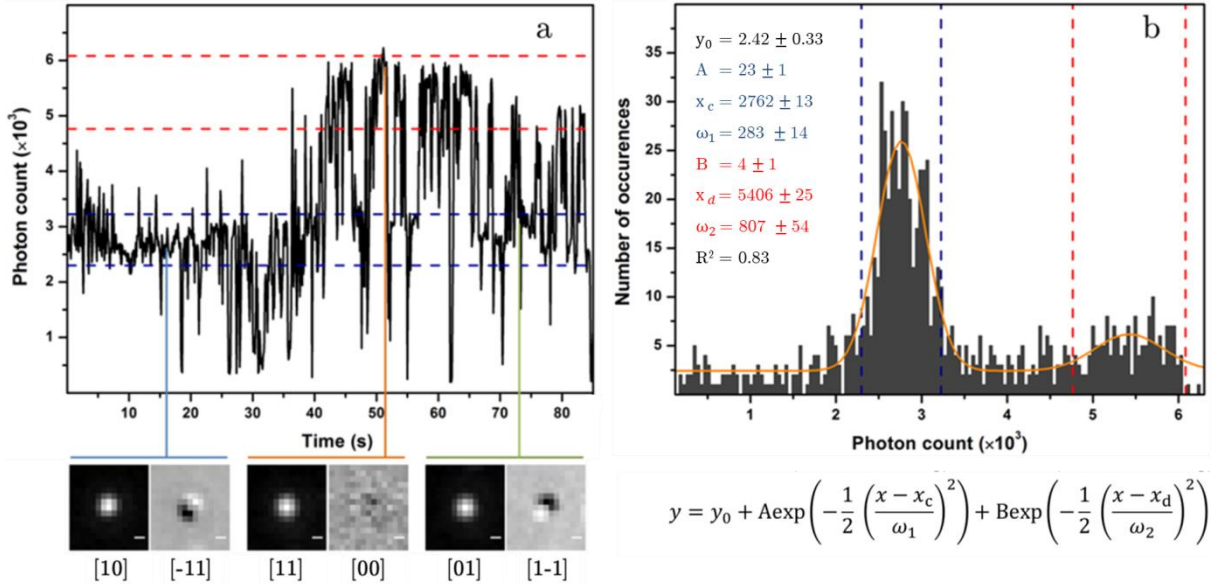 a
Photon count (×10³)
6
5
4
3
2
1
10 20 30 40 50 60 70 80
Time (s)
[10] [-11] [11] [00] [01] [1-1]
b
Number of occurences
35
30
25
20
15
10
5
y₀ = 2.42 ± 0.33
A = 23 ± 1
x c = 2762 ± 13
ω₁ = 283 ± 14
B = 4 ± 1
x d = 5406 ± 25
ω₂ = 807 ± 54
R² = 0.83
1 2 3 4 5 6
Photon count (×10³)
y = y₀ + Aexp(−1/2 ((x − x_c)/ω₁)²) + Bexp(−1/2 ((x − x_d)/ω₂)²)